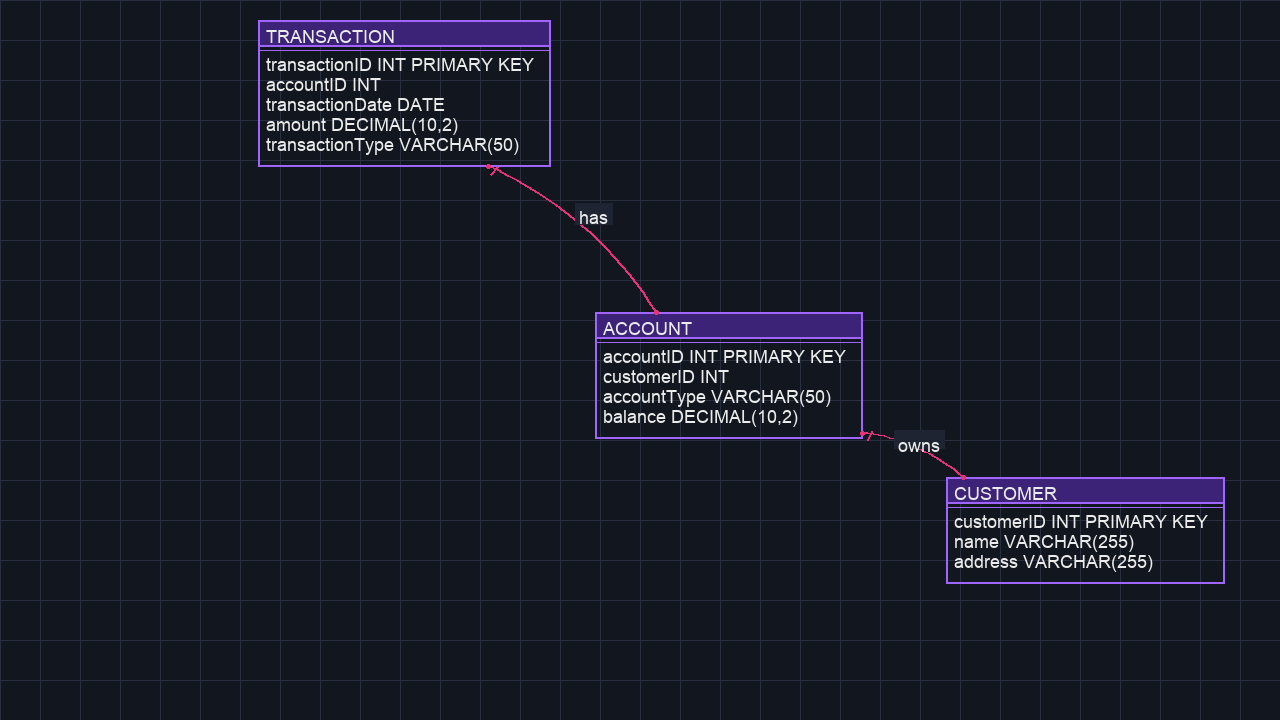 TRANSACTION
transactionID INT PRIMARY KEY
accountID INT
transactionDate DATE
amount DECIMAL(10,2)
transactionType VARCHAR(50)
has
ACCOUNT
accountID INT PRIMARY KEY
customerID INT
accountType VARCHAR(50)
balance DECIMAL(10,2)
owns
CUSTOMER
customerID INT PRIMARY KEY
name VARCHAR(255)
address VARCHAR(255)